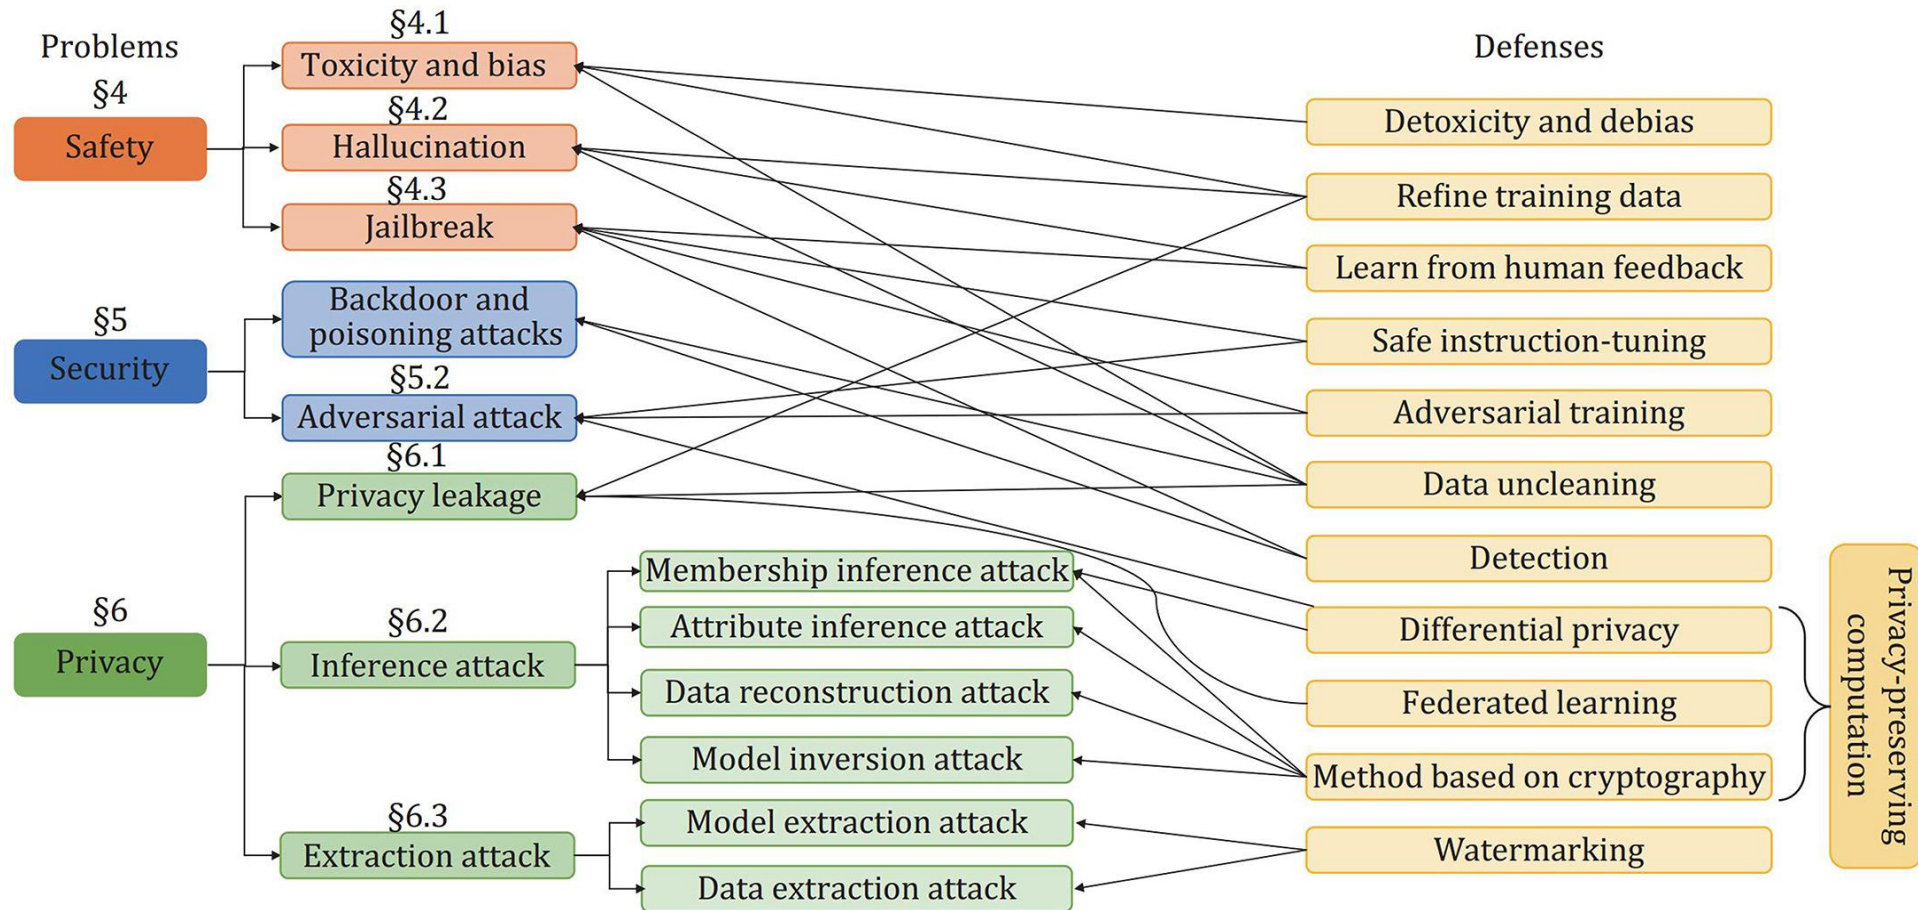 Problems
§4
Safety
§4.1
Toxicity and bias
§4.2
Hallucination
§4.3
Jailbreak
§5
Security
Backdoor and
poisoning attacks
§5.2
Adversarial attack
§6
Privacy
§6.1
Privacy leakage
§6.2
Inference attack
Membership inference attack
Attribute inference attack
Data reconstruction attack
Model inversion attack
§6.3
Extraction attack
Model extraction attack
Data extraction attack
Defenses
Detoxicity and debias
Refine training data
Learn from human feedback
Safe instruction-tuning
Adversarial training
Data uncleaning
Detection
Differential privacy
Federated learning
Method based on cryptography
Watermarking
Privacy-preserving
computation